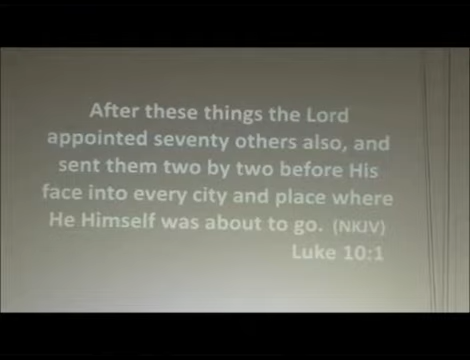 After these things the Lord
appointed seventy others also, and
sent them two by two before His
face into every city and place where
He Himself was about to go. (NKJV)
Luke 10:1